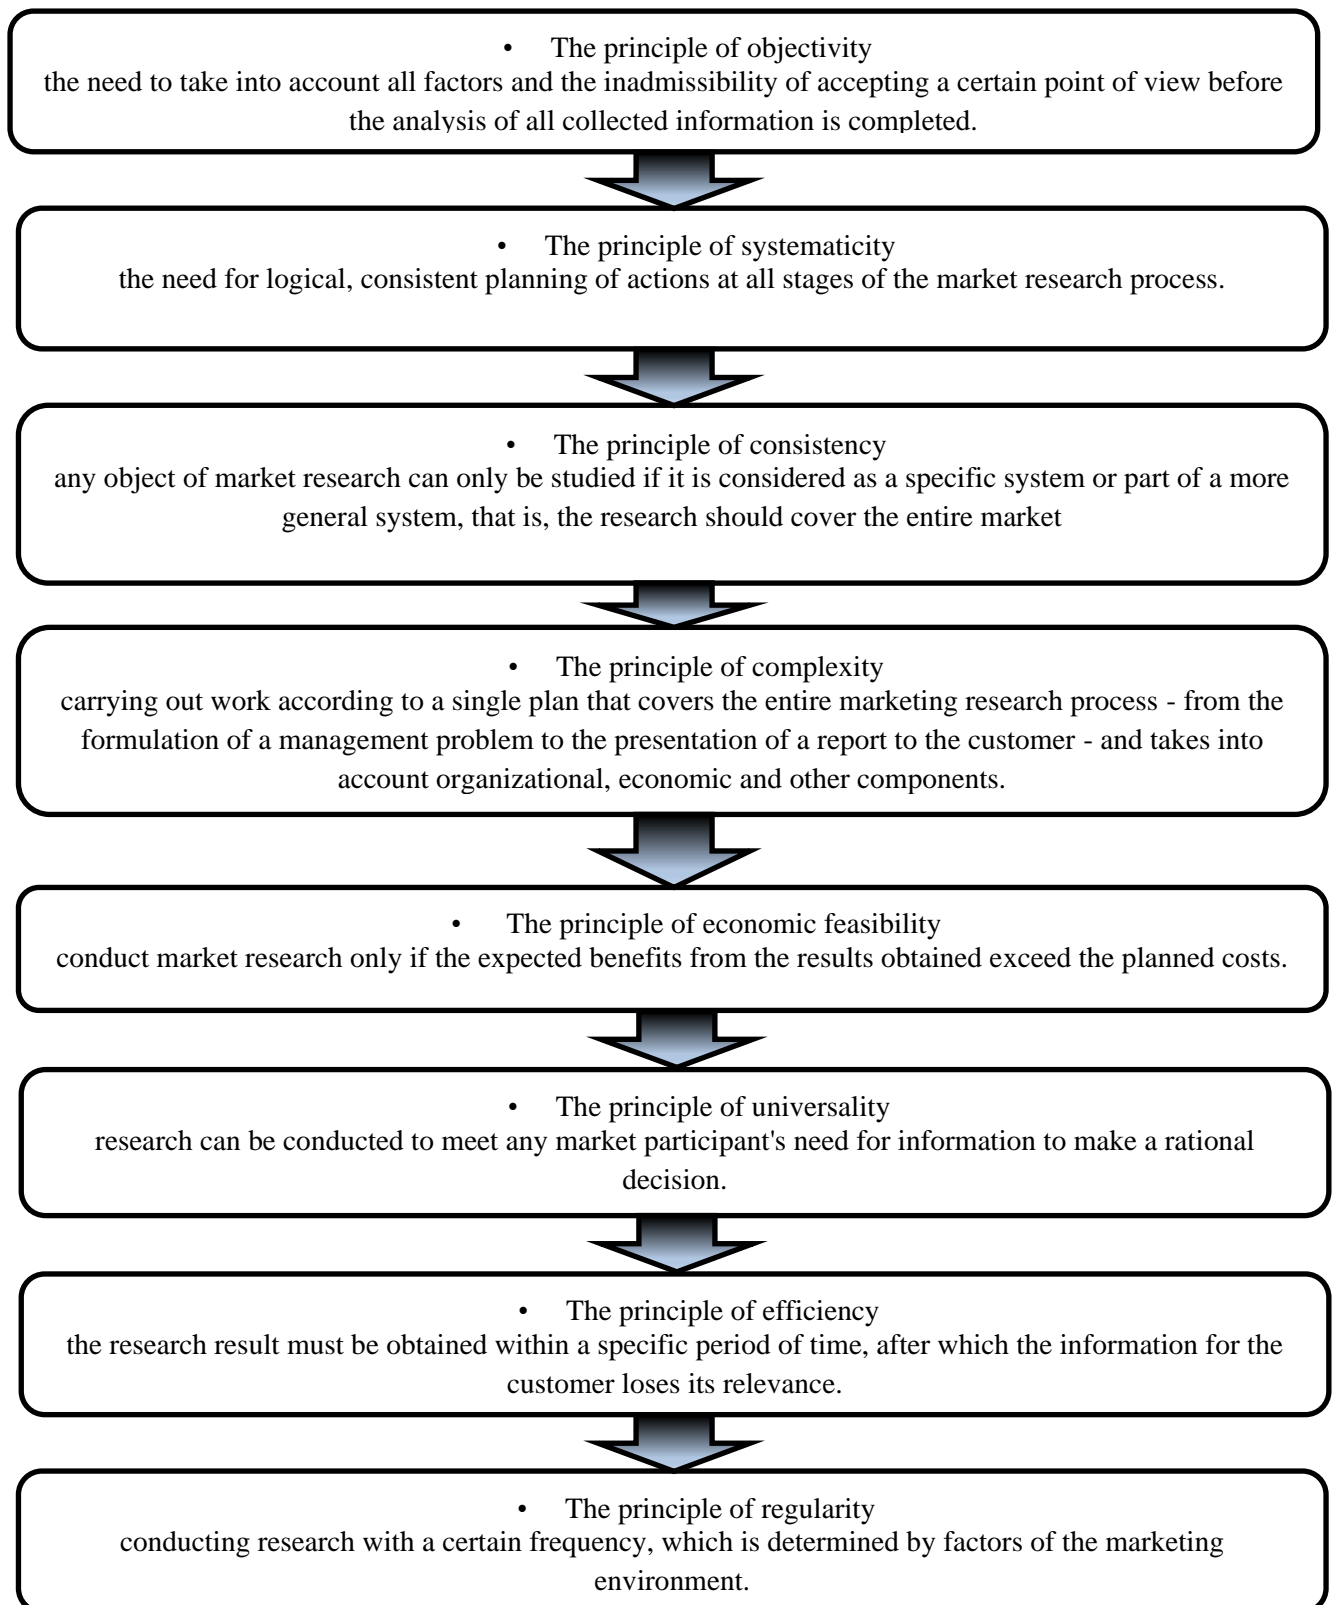 • The principle of objectivity
the need to take into account all factors and the inadmissibility of accepting a certain point of view before
the analysis of all collected information is completed.
• The principle of systematicity
the need for logical, consistent planning of actions at all stages of the market research process.
• The principle of consistency
any object of market research can only be studied if it is considered as a specific system or part of a more
general system, that is, the research should cover the entire market
• The principle of complexity
carrying out work according to a single plan that covers the entire marketing research process - from the
formulation of a management problem to the presentation of a report to the customer - and takes into
account organizational, economic and other components.
• The principle of economic feasibility
conduct market research only if the expected benefits from the results obtained exceed the planned costs.
• The principle of universality
research can be conducted to meet any market participant's need for information to make a rational
decision.
• The principle of efficiency
the research result must be obtained within a specific period of time, after which the information for the
customer loses its relevance.
• The principle of regularity
conducting research with a certain frequency, which is determined by factors of the marketing
environment.